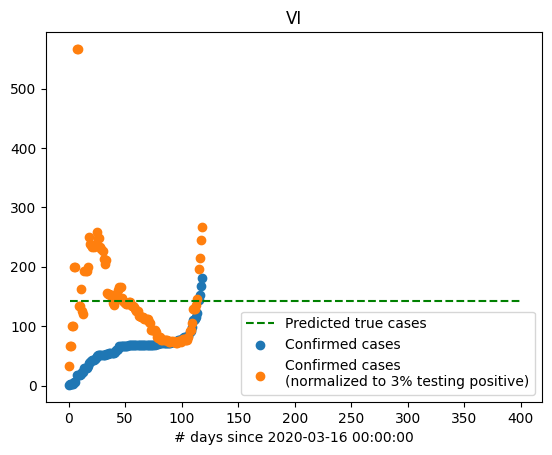 VI
500
400
300
200
100
0
Predicted true cases
Confirmed cases
Confirmed cases
(normalized to 3% testing positive)
0 50 100 150 200 250 300 350 400
# days since 2020-03-16 00:00:00